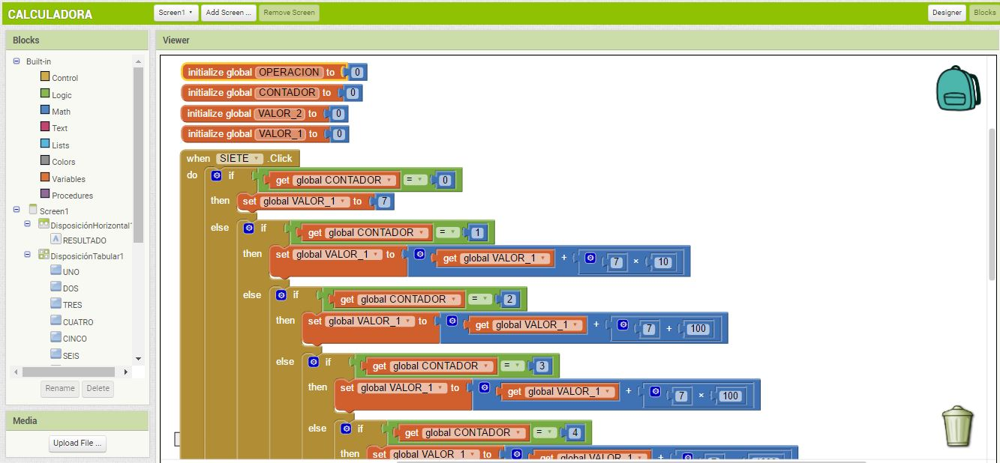 CALCULADORA Screen1 Add Screen ... Remove Screen Designer Blocks
Blocks
Built-in
Control
Logic
Math
Text
Lists
Colors
Variables
Procedures
Screen1
DisposiciónHorizontal
A RESULTADO
DisposiciónTabular1
UNO
DOS
TRES
CUATRO
CINCO
SEIS
Rename Delete
Media
Upload File ...
Viewer
initialize global OPERACION to 0
initialize global CONTADOR to 0
initialize global VALOR_2 to 0
initialize global VALOR_1 to 0
when SIETE .Click
do if get global CONTADOR = 0
then set global VALOR_1 to 7
else if get global CONTADOR = 1
then set global VALOR_1 to get global VALOR_1 + 7 × 10
else if get global CONTADOR = 2
then set global VALOR_1 to get global VALOR_1 + 7 + 100
else if get global CONTADOR = 3
then set global VALOR_1 to get global VALOR_1 + 7 × 100
else if get global CONTADOR = 4
then set global VALOR_1 to get global VALOR_1 +